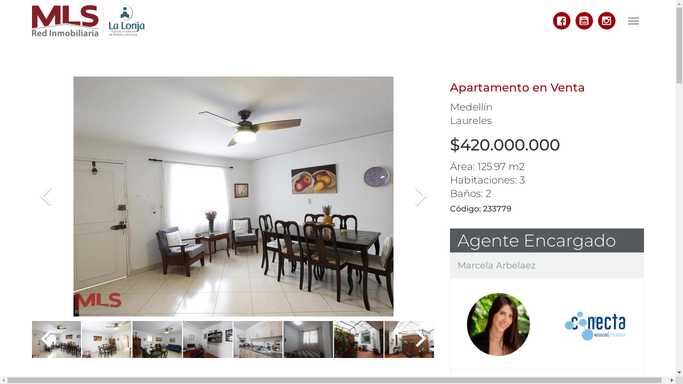 MLS
Red Inmobiliaria
La Lonja
Apartamento en Venta
Medellín
Laureles
$420.000.000
Área: 125.97 m2
Habitaciones: 3
Baños: 2
Código: 233779
Agente Encargado
Marcela Arbelaez
MLS
conecta